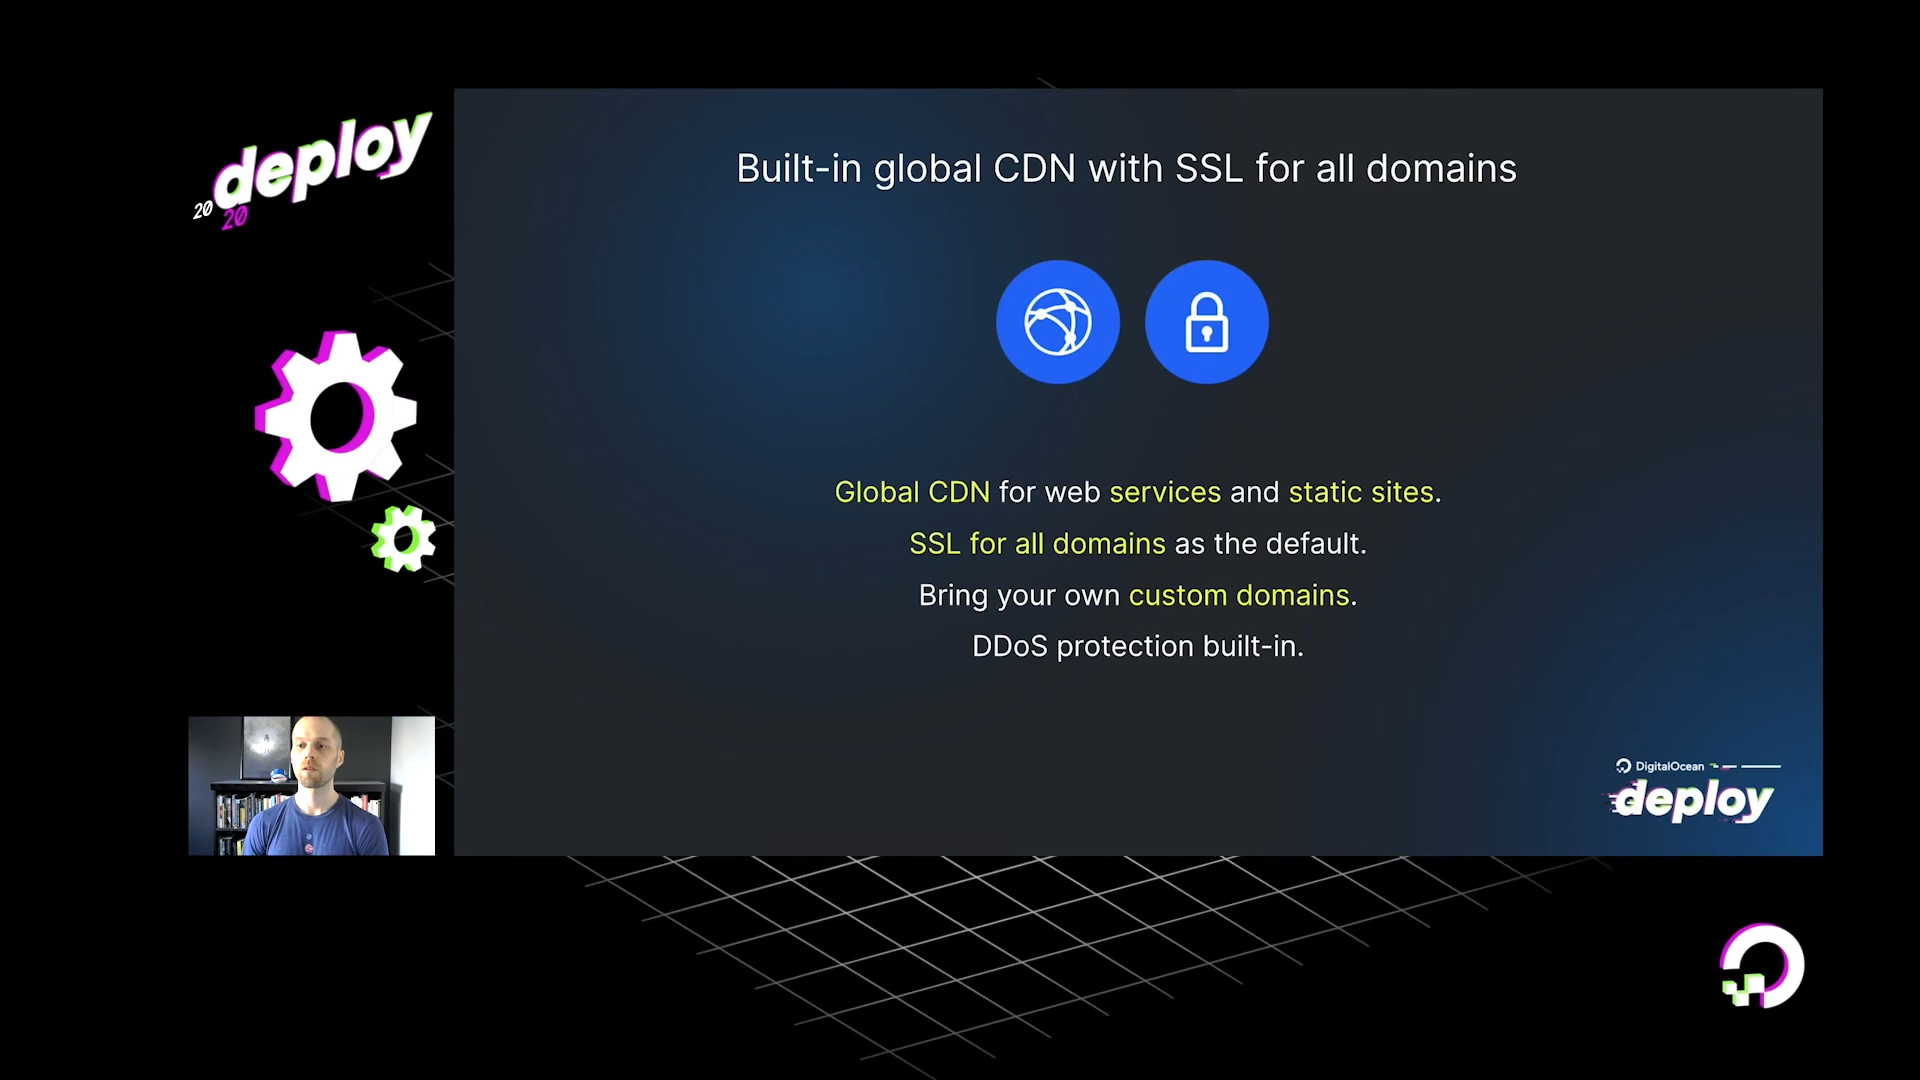 deploy
20
20
Built-in global CDN with SSL for all domains
Global CDN for web services and static sites.
SSL for all domains as the default.
Bring your own custom domains.
DDoS protection built-in.
DigitalOcean
deploy